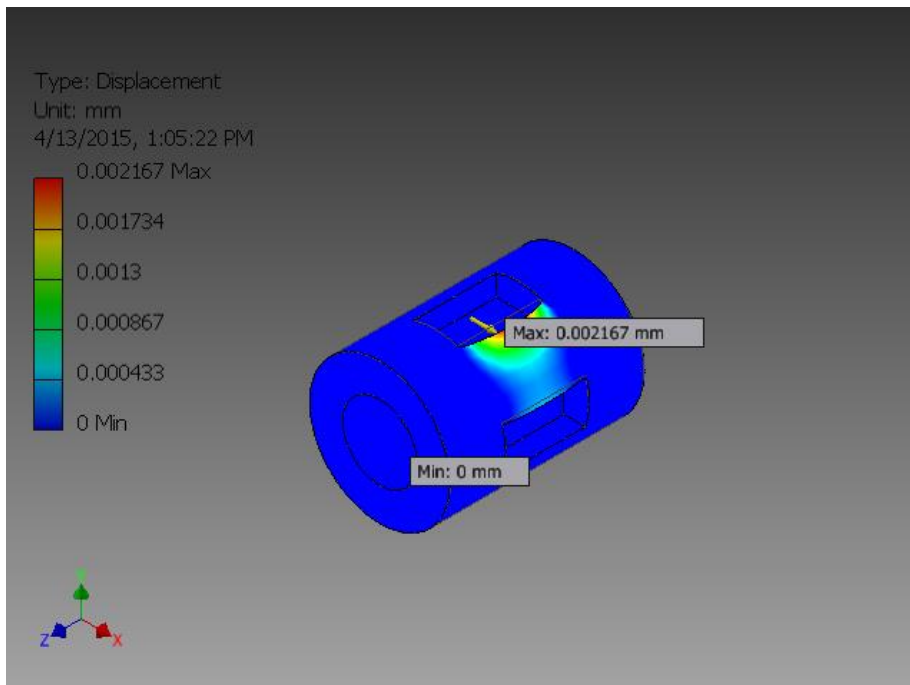 Type: Displacement
Unit: mm
4/13/2015, 1:05:22 PM
0.002167 Max
0.001734
0.0013
0.000867
0.000433
0 Min
Max: 0.002167 mm
Min: 0 mm
Y
Z
X